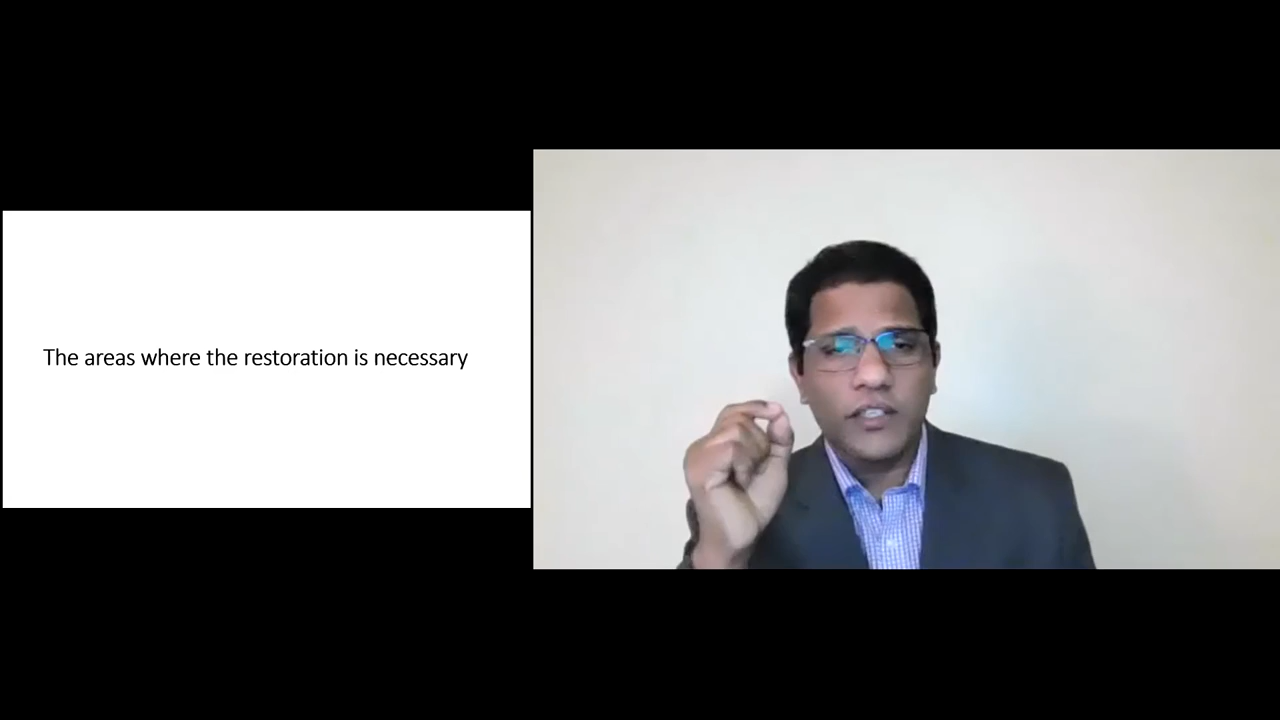 The areas where the restoration is necessary